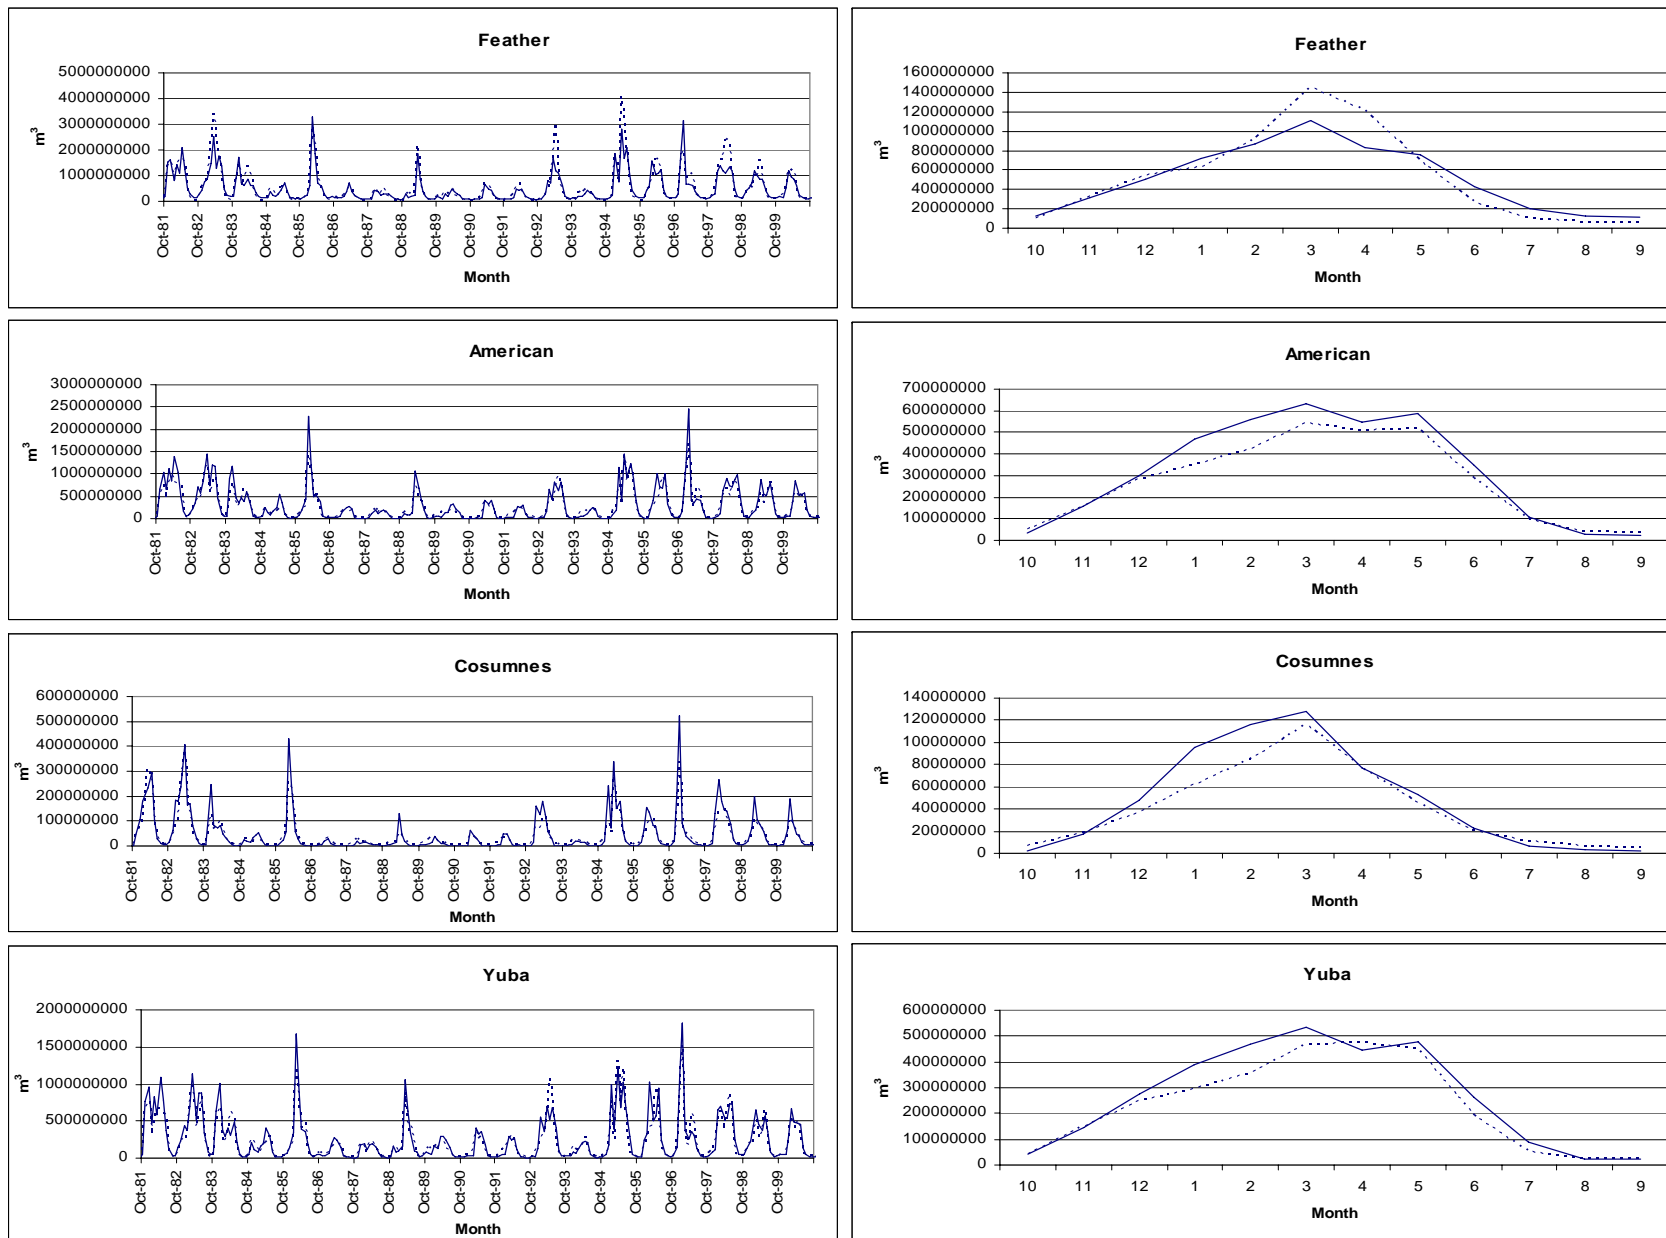 Feather
5000000000
4000000000
3000000000
2000000000
1000000000
0
m³
Oct-81
Oct-82
Oct-83
Oct-84
Oct-85
Oct-86
Oct-87
Oct-88
Oct-89
Oct-90
Oct-91
Oct-92
Oct-93
Oct-94
Oct-95
Oct-96
Oct-97
Oct-98
Oct-99
Month
Feather
1600000000
1400000000
1200000000
1000000000
800000000
600000000
400000000
200000000
0
m³
10 11 12 1 2 3 4 5 6 7 8 9
Month
American
3000000000
2500000000
2000000000
1500000000
1000000000
500000000
0
m³
Oct-81
Oct-82
Oct-83
Oct-84
Oct-85
Oct-86
Oct-87
Oct-88
Oct-89
Oct-90
Oct-91
Oct-92
Oct-93
Oct-94
Oct-95
Oct-96
Oct-97
Oct-98
Oct-99
Month
American
700000000
600000000
500000000
400000000
300000000
200000000
100000000
0
m³
10 11 12 1 2 3 4 5 6 7 8 9
Month
Cosumnes
600000000
500000000
400000000
300000000
200000000
100000000
0
m³
Oct-81
Oct-82
Oct-83
Oct-84
Oct-85
Oct-86
Oct-87
Oct-88
Oct-89
Oct-90
Oct-91
Oct-92
Oct-93
Oct-94
Oct-95
Oct-96
Oct-97
Oct-98
Oct-99
Month
Cosumnes
140000000
120000000
100000000
80000000
60000000
40000000
20000000
0
m³
10 11 12 1 2 3 4 5 6 7 8 9
Month
Yuba
2000000000
1500000000
1000000000
500000000
0
m³
Oct-81
Oct-82
Oct-83
Oct-84
Oct-85
Oct-86
Oct-87
Oct-88
Oct-89
Oct-90
Oct-91
Oct-92
Oct-93
Oct-94
Oct-95
Oct-96
Oct-97
Oct-98
Oct-99
Month
Yuba
600000000
500000000
400000000
300000000
200000000
100000000
0
m³
10 11 12 1 2 3 4 5 6 7 8 9
Month